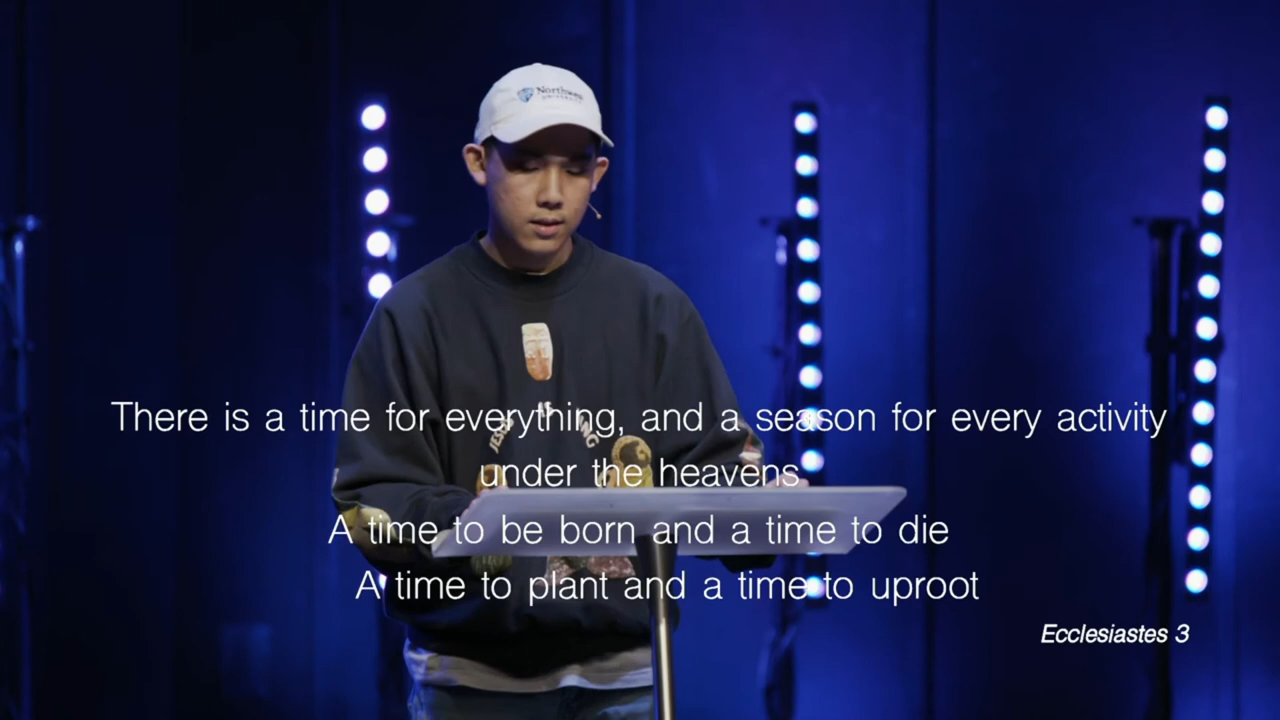 Northwest
UNIVERSITY
There is a time for everything, and a season for every activity
under the heavens
A time to be born and a time to die
A time to plant and a time to uproot
Ecclesiastes 3